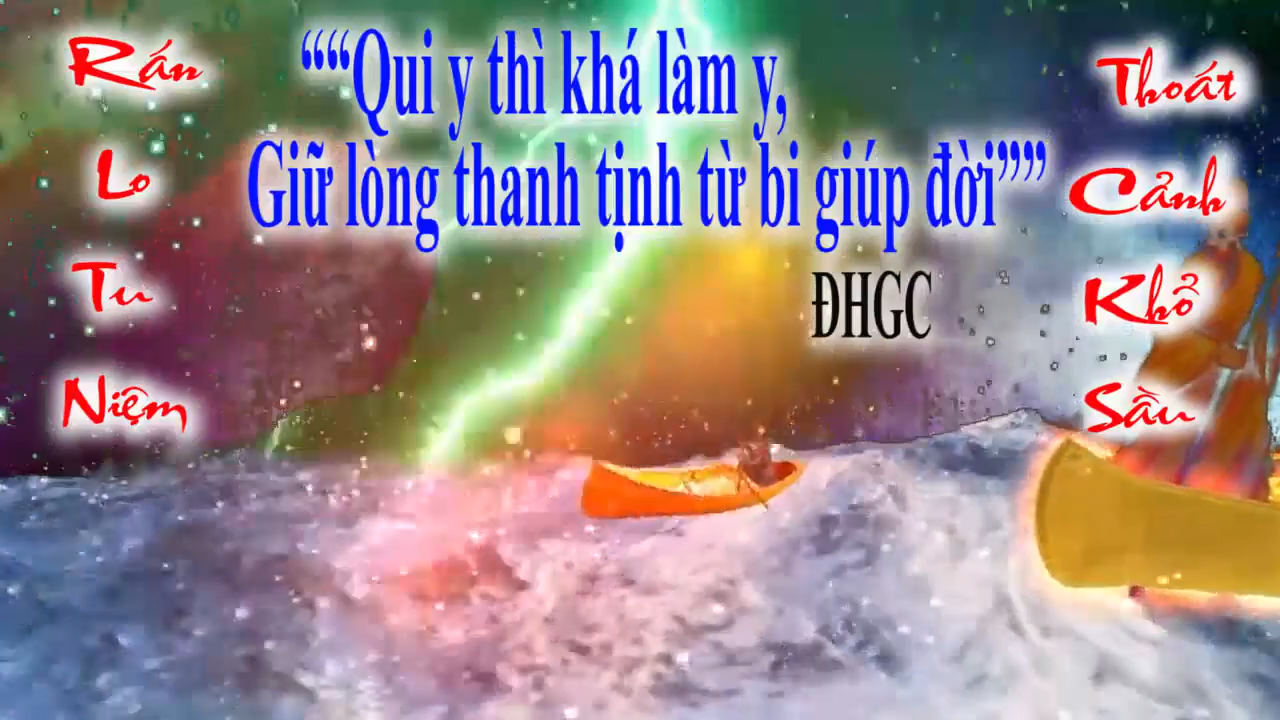 Rấn
Lo
Tu
Niệm
““Qui y thì khá làm y,
Giữ lòng thanh tịnh từ bi giúp đời””
ĐHGC
Thoát
Cảnh
Khổ
Sầu